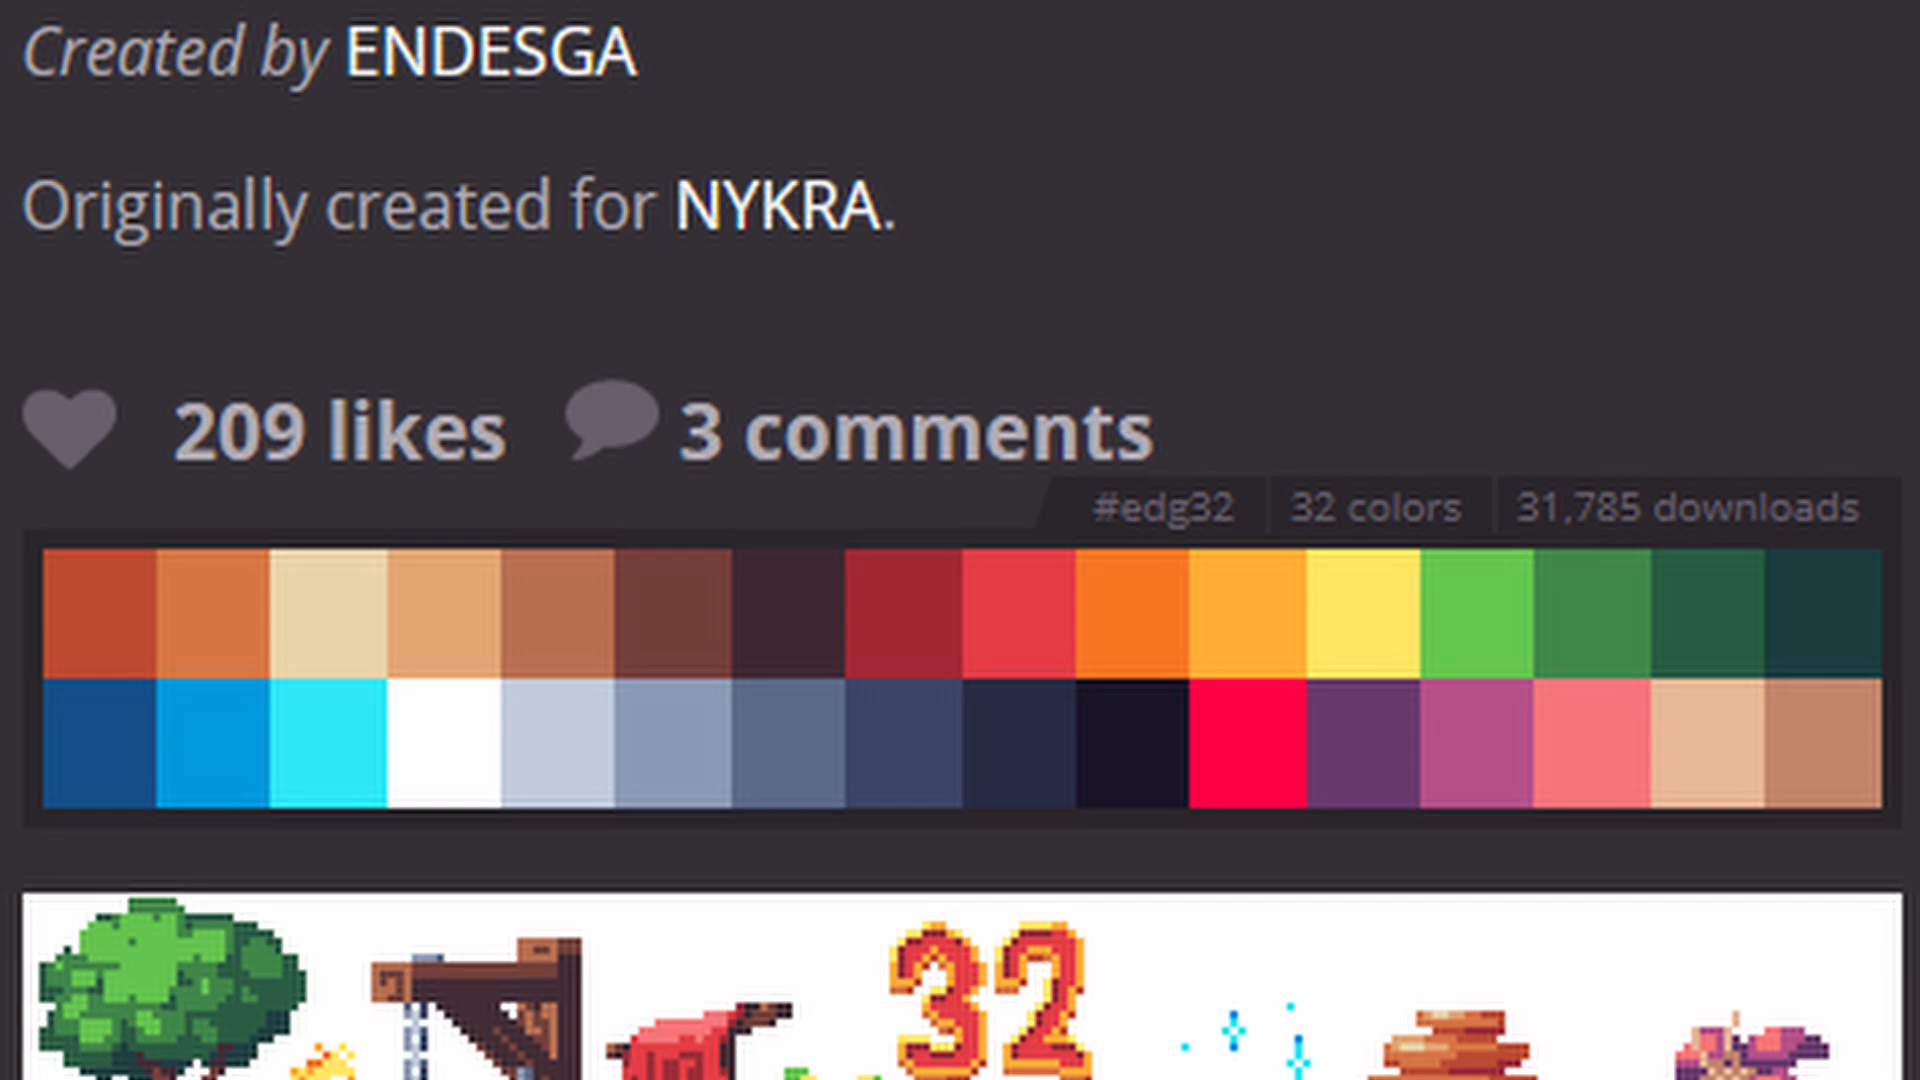 Created by ENDESGA
Originally created for NYKRA.
209 likes 3 comments
#edg32 32 colors 31,785 downloads
32